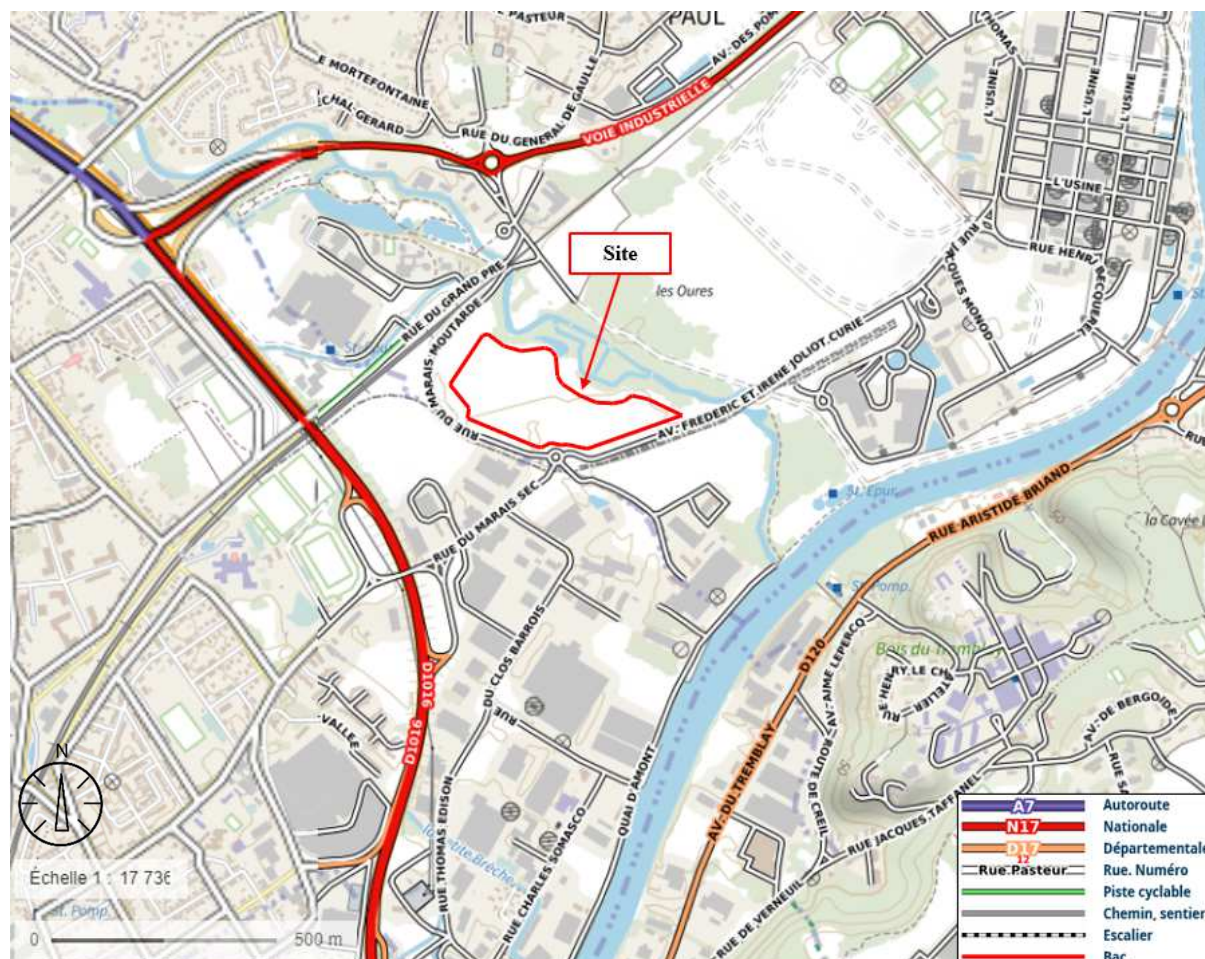 PASTEUR
PAUL
AV. DES
THOMAS
E MORTEFONTAINE
CHAL GERARD
RUE DU GENERAL DE GAULLE
VOIE INDUSTRIELLE
L'USINE
L'USINE
L'USINE
L'USINE
Site
les Oures
RUE DU GRAND PRE
RUE DU MARAIS MOUTARDE
RUE JACQUES MONOD
RUE HENRI BECQUEREL
AV. FREDERIC ET IRENE JOLIOT CURIE
RUE DU MARAIS SEC
St. Epur.
RUE ARISTIDE BRIAND
la Cavée
St. Pomp.
Bois du Tremblay
D1016
D1016
VALLEE
RUE DU CLOS BARROIS
RUE THOMAS EDISON
RUE CHARLES SOMASCO
QUAI D'AMONT
AV. DU TREMBLAY
D120
AV. AIME LEPERCQ
ROUTE DE CREIL
RUE JACQUES TAFFANEL
AV. DE BERGOIDE
RUE DE VERNEUIL
N
Échelle 1 : 17 736
St. Pomp.
0 500 m
A7 Autoroute
N17 Nationale
D17 Départementale
12
Rue Pasteur Rue. Numéro
Piste cyclable
Chemin, sentier
Escalier
Bac